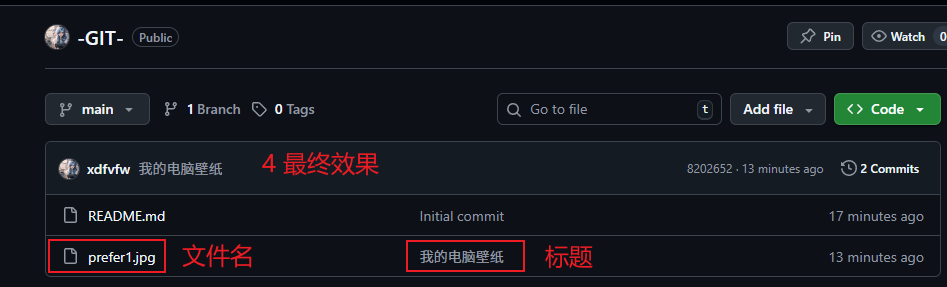 -GIT- Public Pin Watch 0
main 1 Branch 0 Tags Go to file t Add file Code
xdfvfw 我的电脑壁纸 4 最终效果 8202652 · 13 minutes ago 2 Commits
README.md Initial commit 17 minutes ago
prefer1.jpg 文件名 我的电脑壁纸 标题 13 minutes ago